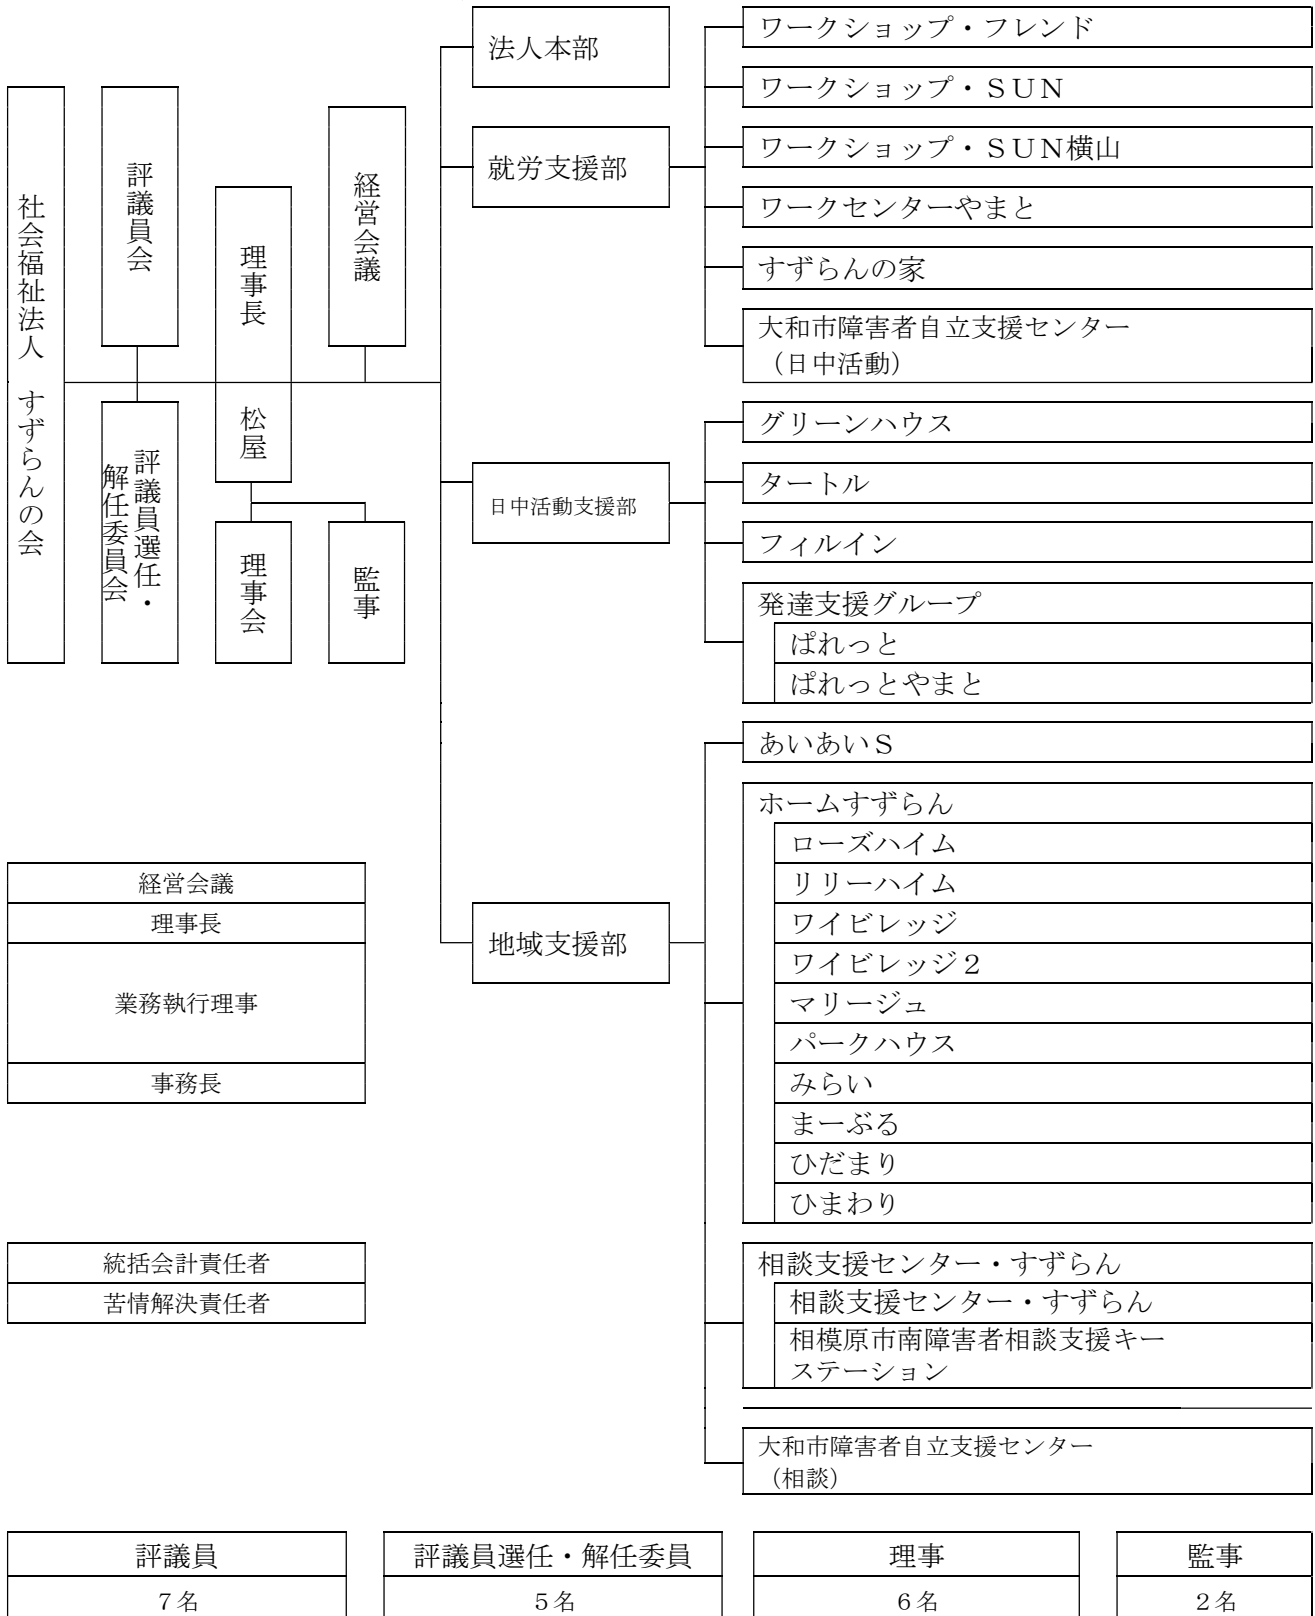 社会福祉法人 すずらんの会
評議員会
評議員選任・
解任委員会
理事長
松屋
理事会
経営会議
監事
法人本部
就労支援部
ワークショップ・フレンド
ワークショップ・SUN
ワークショップ・SUN横山
ワークセンターやまと
すずらんの家
大和市障害者自立支援センター
（日中活動）
日中活動支援部
グリーンハウス
タートル
フィルイン
発達支援グループ
ぱれっと
ぱれっとやまと
地域支援部
あいあいS
ホームすずらん
ローズハイム
リリーハイム
ワイビレッジ
ワイビレッジ２
マリージュ
パークハウス
みらい
まーぶる
ひだまり
ひまわり
相談支援センター・すずらん
相談支援センター・すずらん
相模原市南障害者相談支援キー
ステーション
大和市障害者自立支援センター
（相談）
経営会議
理事長
業務執行理事
事務長
統括会計責任者
苦情解決責任者
評議員
７名
評議員選任・解任委員
５名
理事
６名
監事
２名